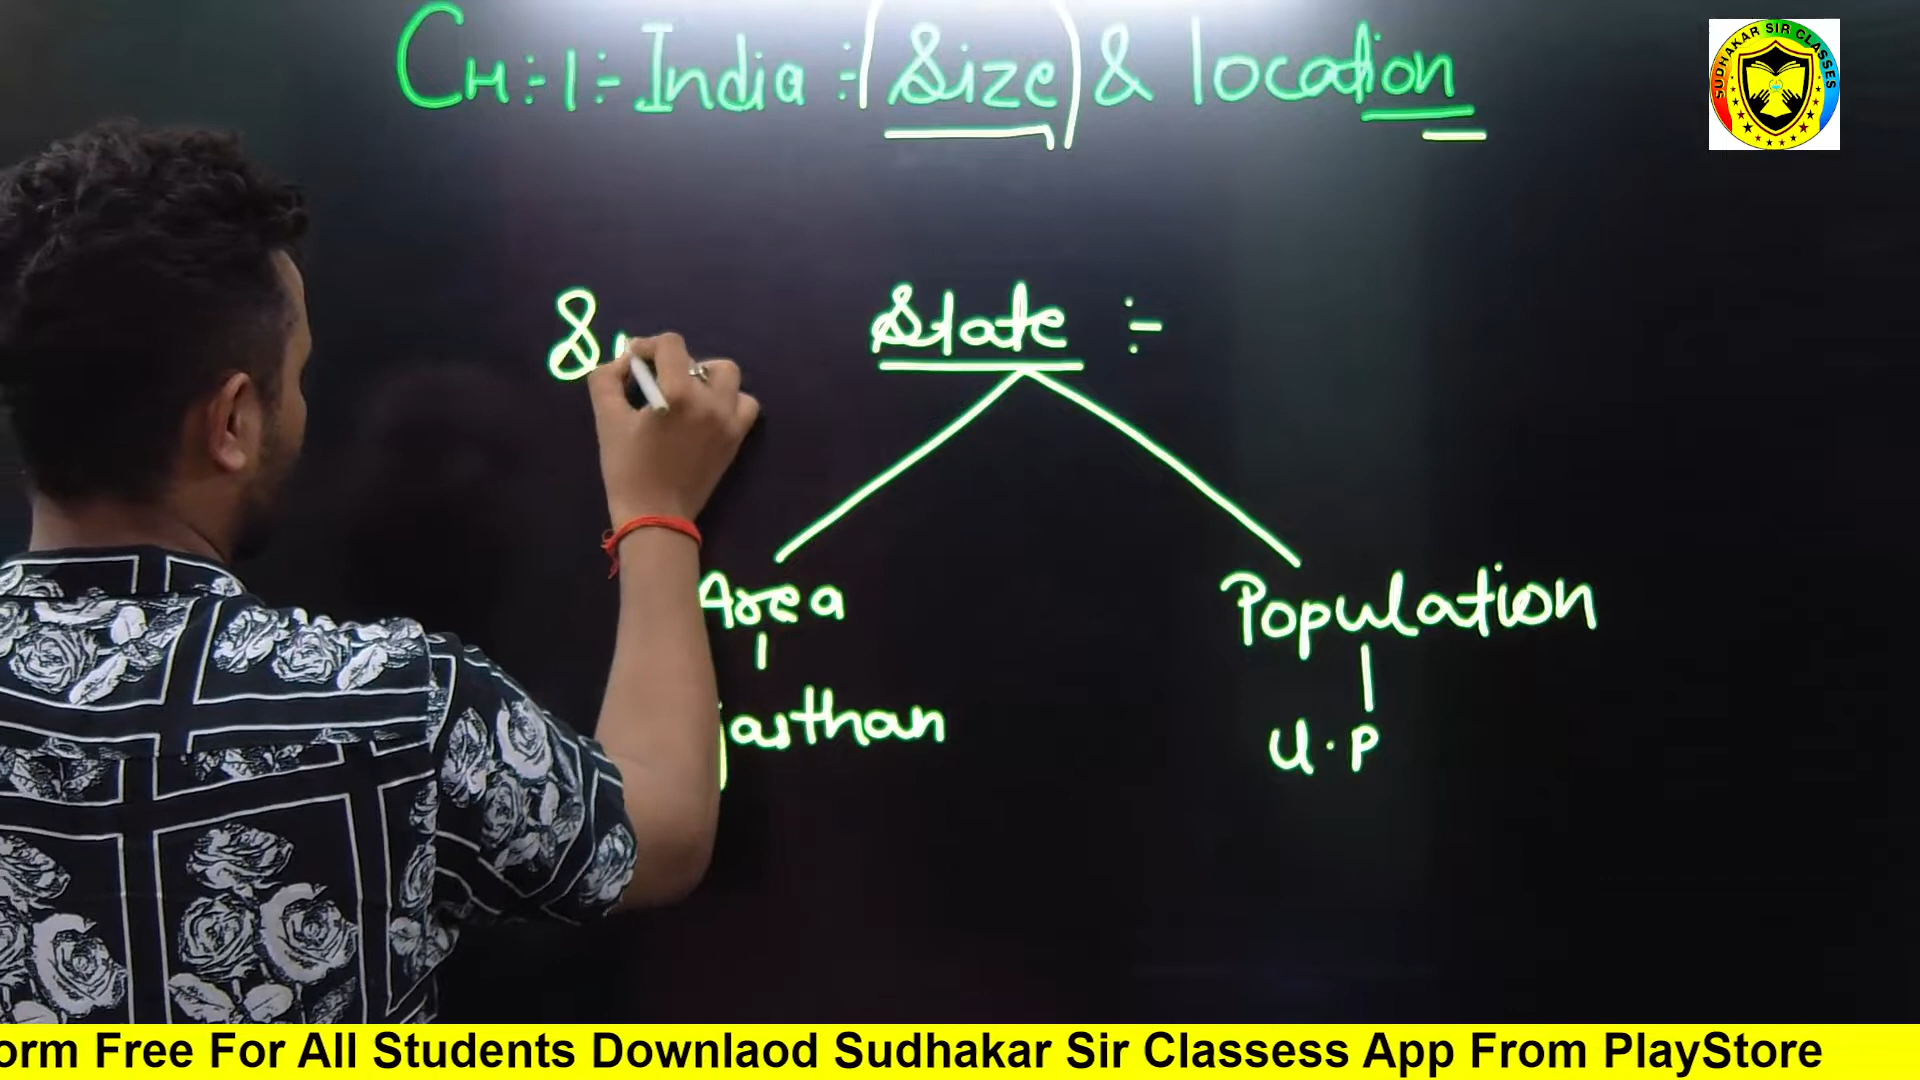 CH:-1:- India :- (Size) & location
SUDHAKAR SIR CLASSES
State :-
Area
Population
jasthan
U.P
orm Free For All Students Downlaod Sudhakar Sir Classess App From PlayStore